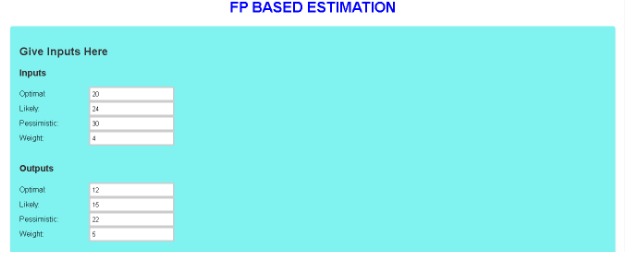 FP BASED ESTIMATION
Give Inputs Here
Inputs
Optimal: 20
Likely: 24
Pessimistic: 30
Weight: 4
Outputs
Optimal: 12
Likely: 15
Pessimistic: 22
Weight: 5